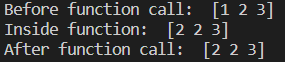 Before function call:  [1 2 3]
Inside function:  [2 2 3]
After function call:  [2 2 3]